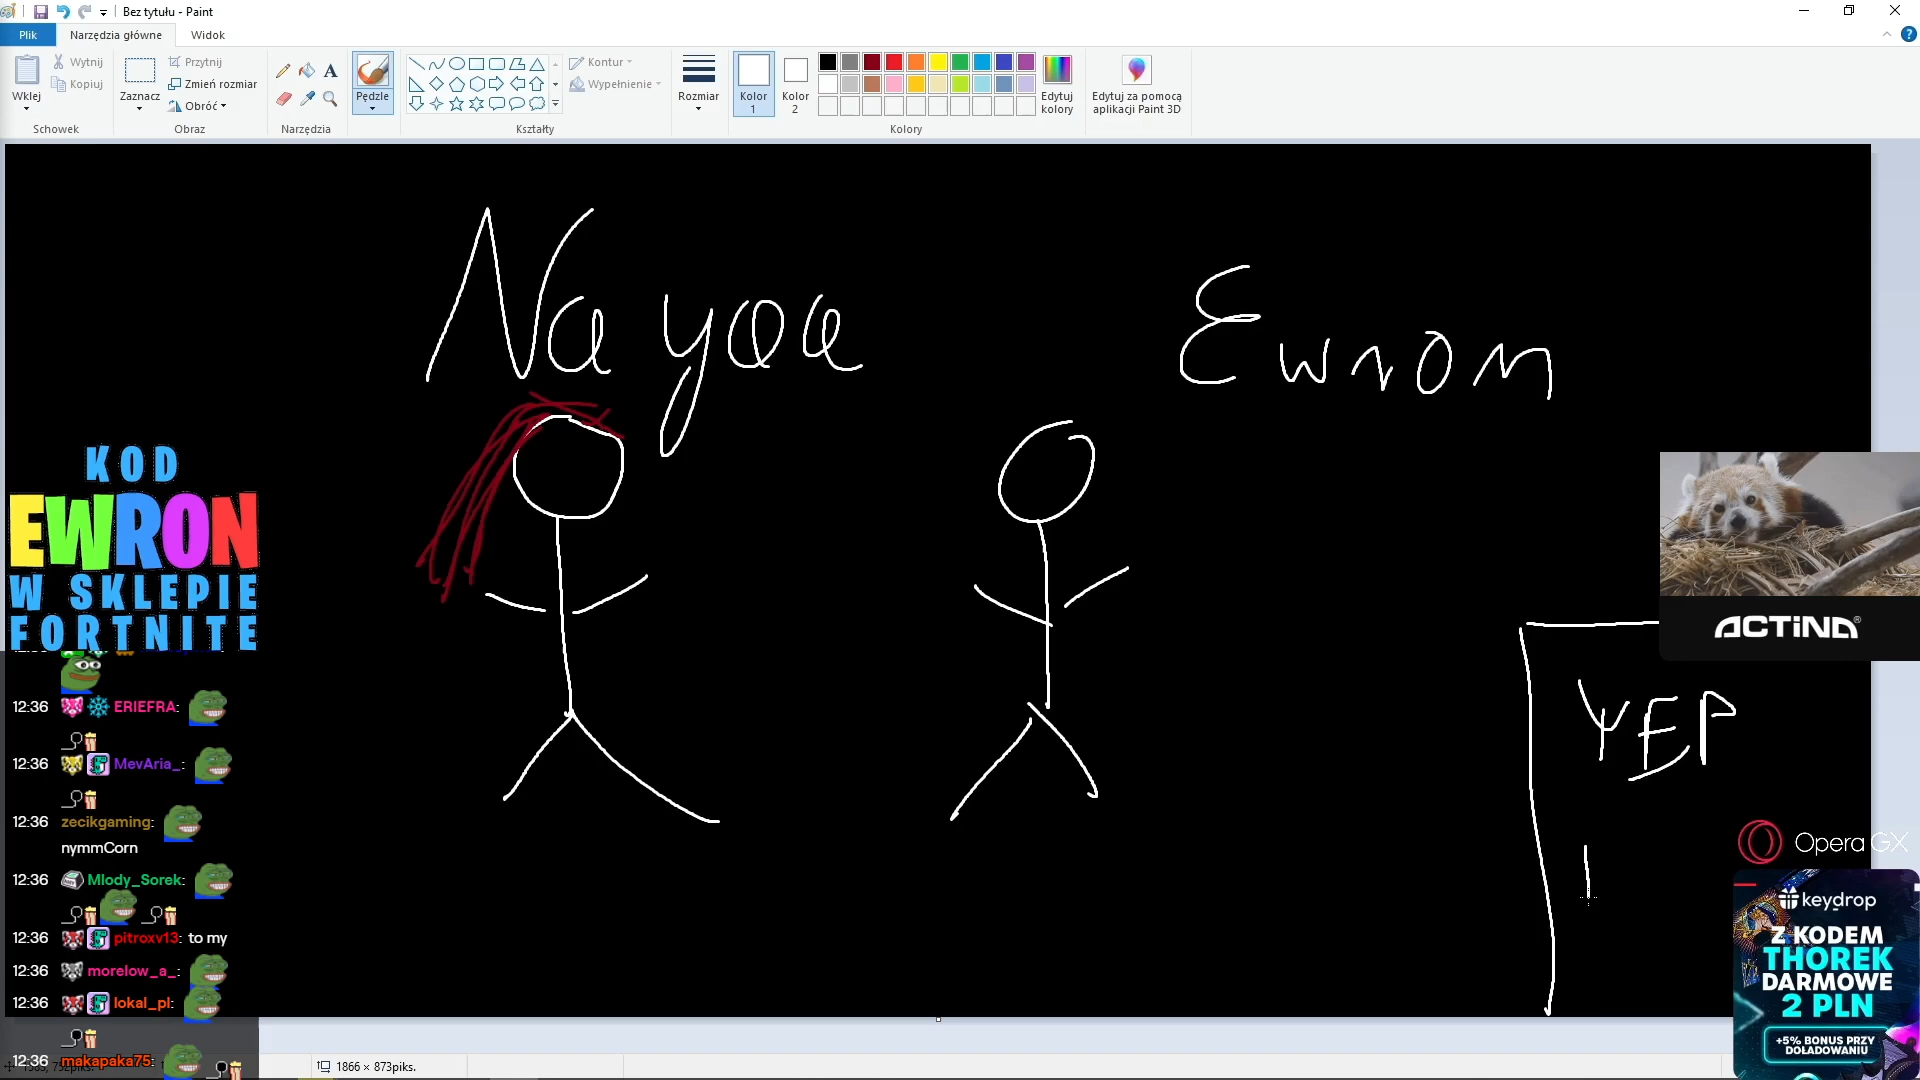 Bez tytułu - Paint
Plik Narzędzia główne Widok
Wklej
Wytnij
Kopiuj
Schowek
Zaznacz
Przytnij
Zmień rozmiar
Obróć
Obraz
A
Narzędzia
Pędzle
Kontur
Wypełnienie
Kształty
Rozmiar
Kolor 1
Kolor 2
Edytuj kolory
Kolory
Edytuj za pomocą aplikacji Paint 3D
Nayaa
Ewron
YEP
KOD
EWRON
W SKLEPIE
FORTNITE
12:36 ERIEFRA:
12:36 MevAria_:
12:36 zecikgaming:
nymmCorn
12:36 Mlody_Sorek:
12:36 pitroxv13: to my
12:36 morelow_a_:
12:36 lokal_pl:
12:36 makapaka75:
1866 × 873piks.
ACTINA®
Opera GX
keydrop
Z KODEM
THOREK
DARMOWE
2 PLN
+5% BONUS PRZY
DOŁADOWANIU